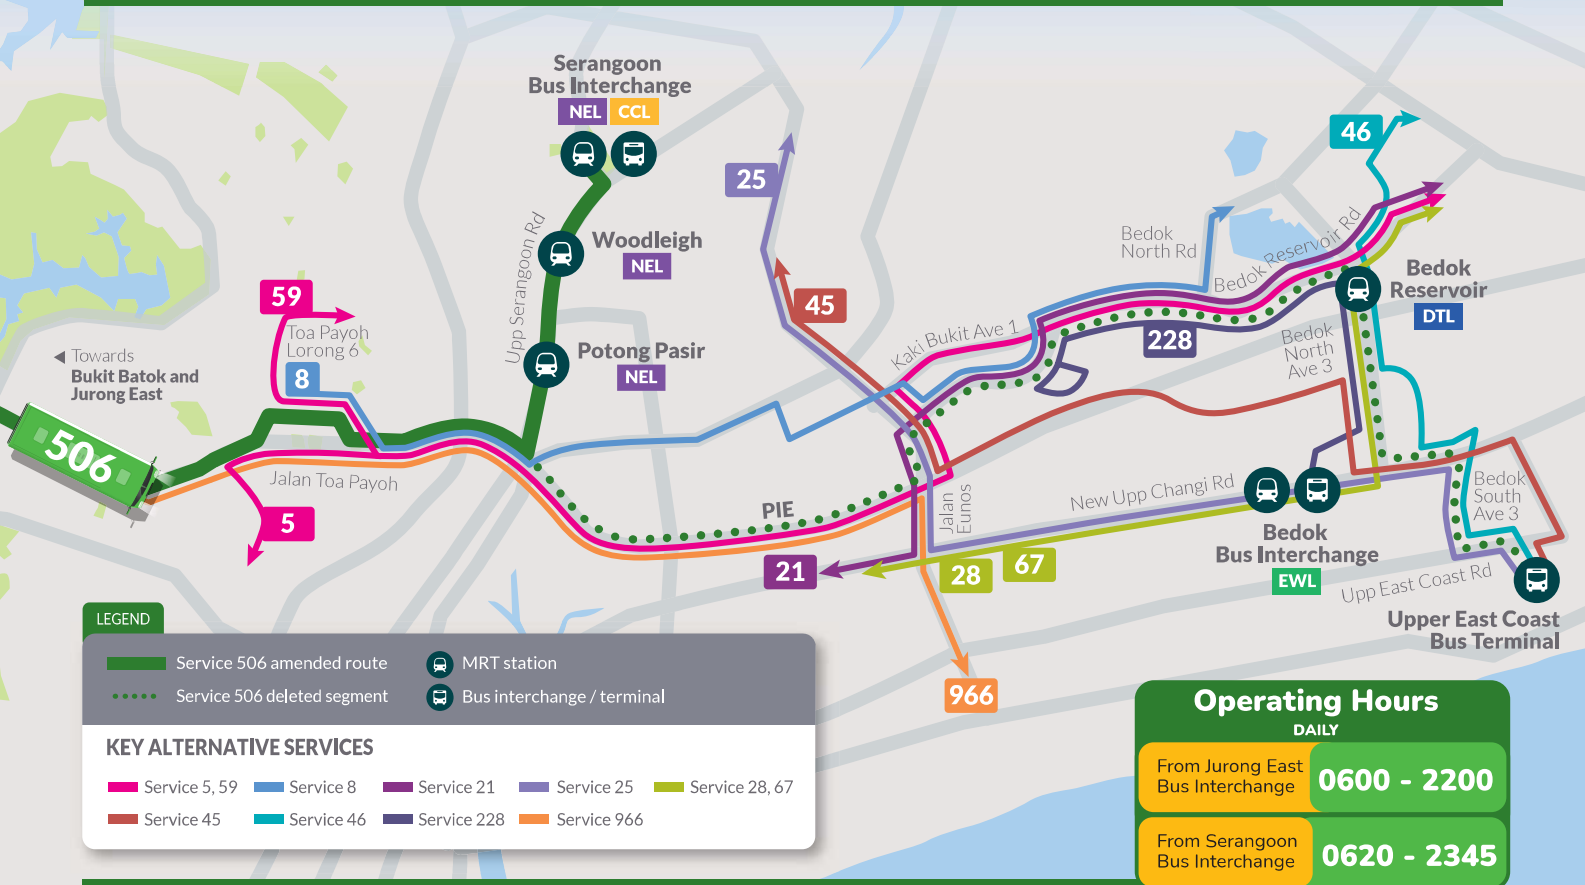 Serangoon
Bus Interchange
NEL CCL
46
25
Upp Serangoon Rd
Woodleigh
NEL
Bedok
North Rd
Bedok Reservoir Rd
Bedok
Reservoir
DTL
59
Toa Payoh
Lorong 6
8
45
Kaki Bukit Ave 1
228
Bedok
North
Ave 3
Potong Pasir
NEL
Towards
Bukit Batok and
Jurong East
506
Jalan Toa Payoh
5
PIE
Jalan
Eunos
New Upp Changi Rd
Bedok
South
Ave 3
Bedok
Bus Interchange
EWL
21
28
67
Upp East Coast Rd
Upper East Coast
Bus Terminal
966
LEGEND
Service 506 amended route
MRT station
Service 506 deleted segment
Bus interchange / terminal
KEY ALTERNATIVE SERVICES
Service 5, 59 Service 8 Service 21 Service 25 Service 28, 67
Service 45 Service 46 Service 228 Service 966
Operating Hours
DAILY
From Jurong East
Bus Interchange
0600 - 2200
From Serangoon
Bus Interchange
0620 - 2345